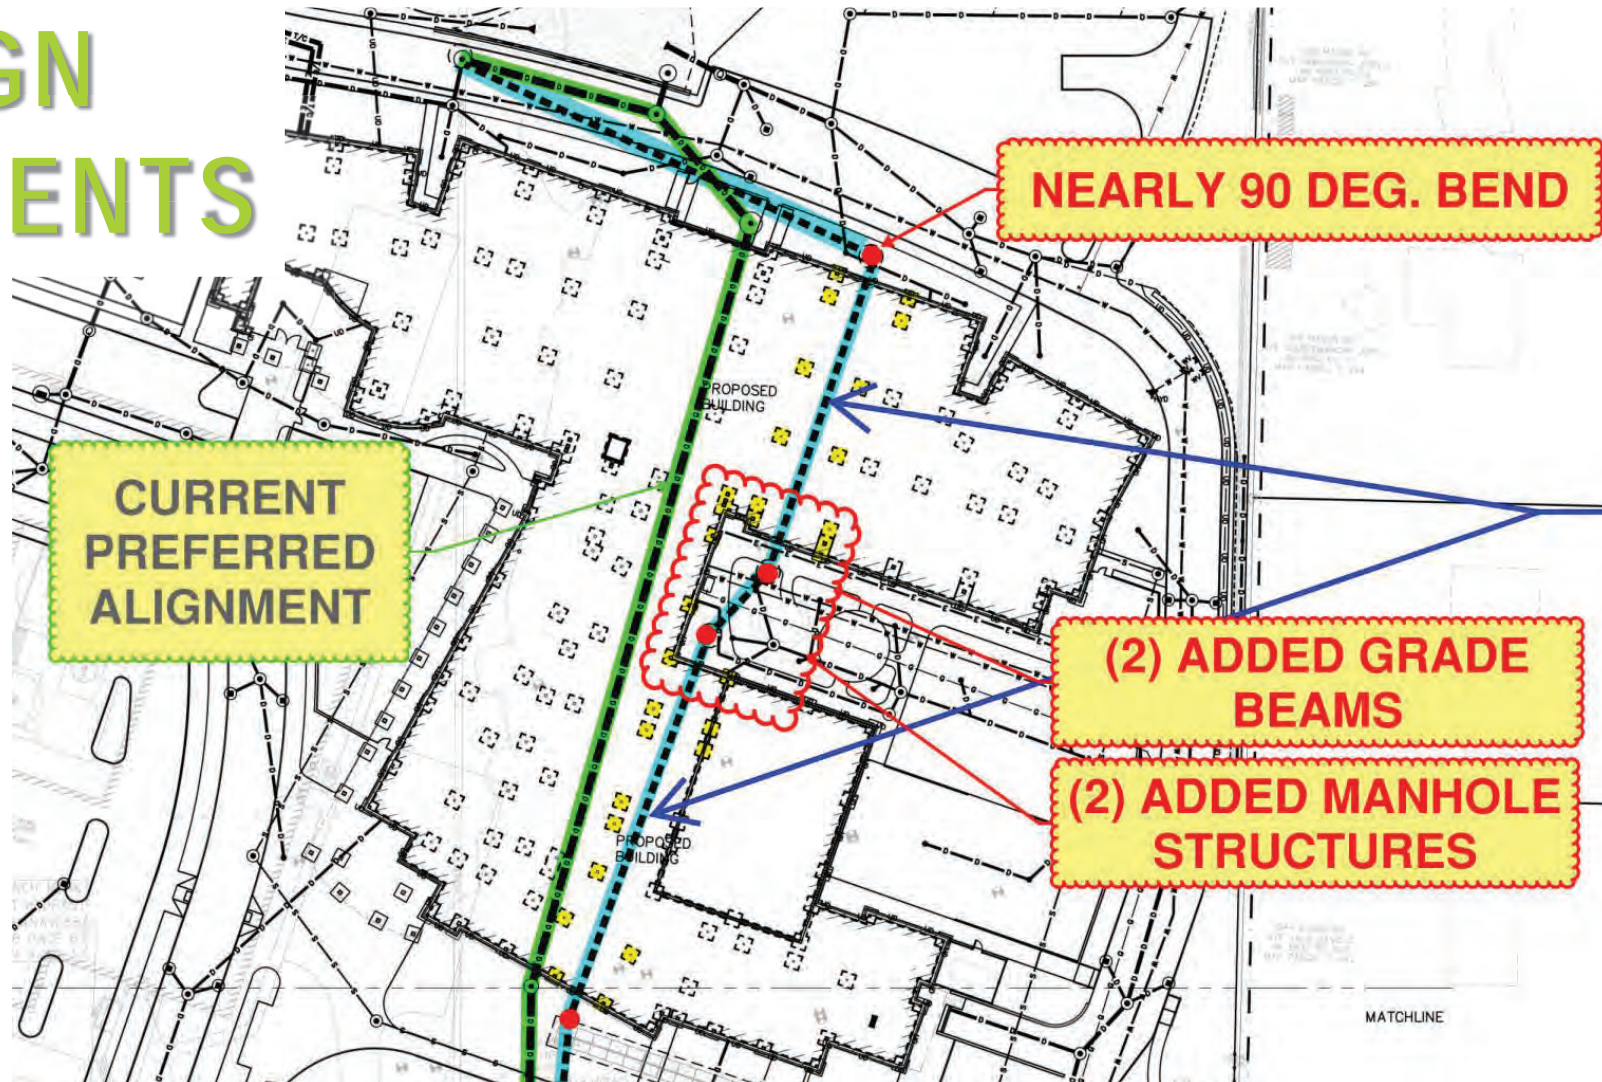 GN
ENTS
NEARLY 90 DEG. BEND
PROPOSED
BUILDING
CURRENT
PREFERRED
ALIGNMENT
(2) ADDED GRADE
BEAMS
(2) ADDED MANHOLE
STRUCTURES
PROPOSED
BUILDING
MATCHLINE